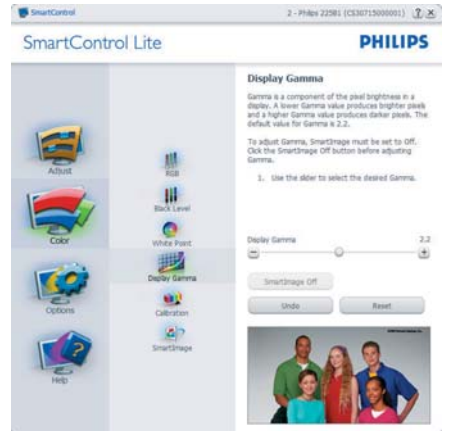 SmartControl
2 - Philips 225B1 (CS30715000001)
SmartControl Lite
PHILIPS
Adjust
Color
Options
Help
RGB
Black Level
White Point
Display Gamma
Calibration
SmartImage
Display Gamma
Gamma is a component of the pixel brightness in a
display. A lower Gamma value produces brighter pixels
and a higher Gamma value produces darker pixels. The
default value for Gamma is 2.2.
To adjust Gamma, SmartImage must be set to Off.
Click the SmartImage Off button before adjusting
Gamma.
1. Use the slider to select the desired Gamma.
Display Gamma 2.2
SmartImage Off
Undo Reset